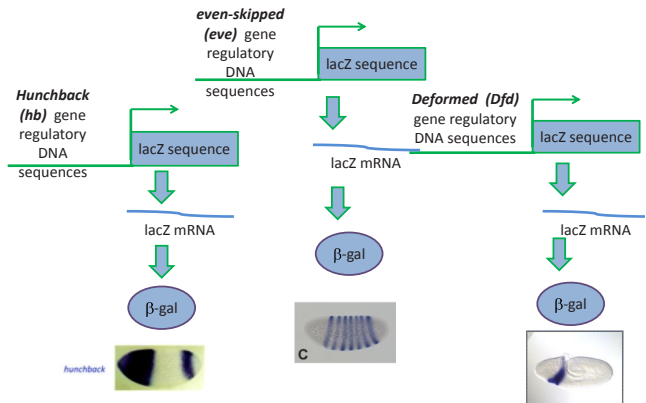 Hunchback
(hb) gene
regulatory
DNA
sequences
lacZ sequence
lacZ mRNA
β-gal
hunchback
even-skipped
(eve) gene
regulatory
DNA
sequences
lacZ sequence
lacZ mRNA
β-gal
C
Deformed (Dfd)
gene regulatory
DNA sequences
lacZ sequence
lacZ mRNA
β-gal